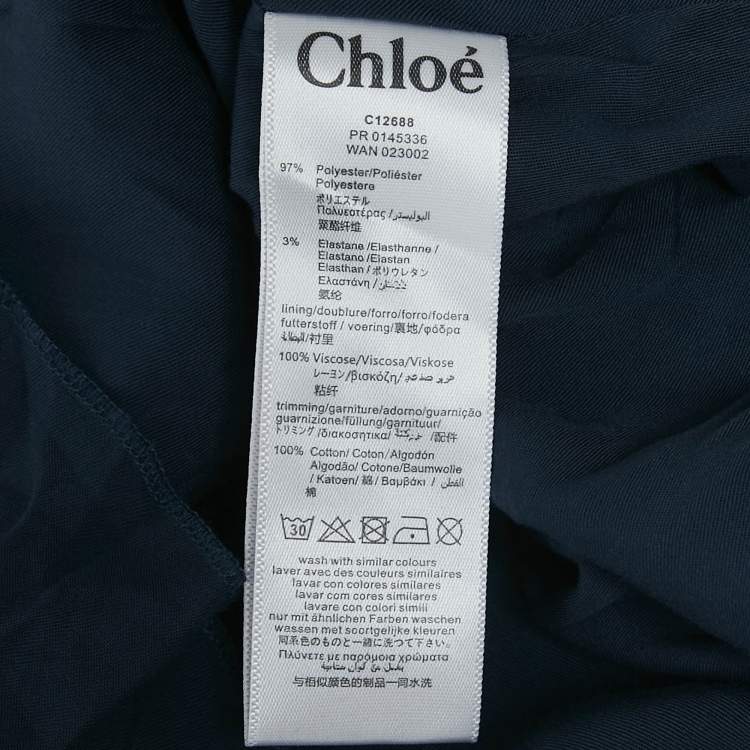 Chloé
C12688
PR 0145336
WAN 023002
97% Polyester/Poliéster
Polyestere
ポリエステル
Πολυεστέρας /البوليستر
聚酯纤维
3% Elastane/Elasthanne/
Elastano/Elastan
Elasthan/ポリウレタン
Ελαστάνη/
氨纶
lining/doublure/forro/forro/fodera
futterstoff / voering/裏地/φόδρα
/衬里
100% Viscose/Viscosa/Viskose
レーヨン/βισκόζη/
粘纤
trimming/garniture/adorno/guarnição
guarnizione/füllung/garnituur/
トリミング /διακοσητικα/ /配件
100% Cotton/ Coton/ Algodón
Algodão/ Cotone/Baumwolle
/ Katoen/ 綿/ Βαμβάκι / القطن/
棉
30
wash with similar colours
laver avec des couleurs similaires
lavar con colores similares
lavar com cores similares
lavare con colori simili
nur mit ähnlichen Farben waschen
wassen met soortgelijke kleuren
同系色のものと一緒に洗つて下さい。
Πλύνετε με παρόμοια χρώματα
与相似颜色的制品一同水洗